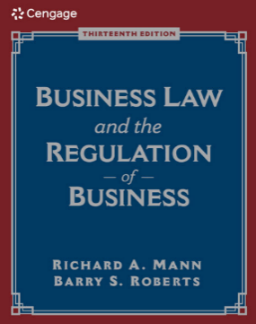 Cengage
THIRTEENTH EDITION
BUSINESS LAW
and the
REGULATION
— of —
BUSINESS
RICHARD A. MANN
BARRY S. ROBERTS